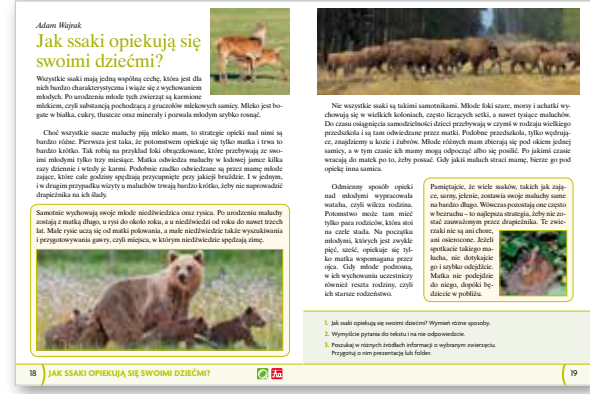 Adam Wajrak
Jak ssaki opiekują się
swoimi dziećmi?
Wszystkie ssaki mają jedną wspólną cechę, która jest dla
nich bardzo charakterystyczna i wiąże się z wychowaniem
młodych. Po urodzeniu młode zwierząt są karmione
mlekiem, czyli substancją pochodzącą z gruczołów mlekowych samicy. Mleko jest bo-
gate w białka, cukry, tłuszcze oraz minerały i pozwala młodym szybko rosnąć.
Choć wszystkie ssacze maluchy piją mleko mam, to strategie opieki nad nimi są
bardzo różne. Pierwsza jest taka, że potomstwem opiekuje się tylko matka i trwa to
bardzo krótko. Tak robią na przykład foki obrączkowane, które przebywają ze swo-
imi młodymi tylko trzy miesiące. Matka odwiedza maluchy w lodowej jamce kilka
razy dziennie i wtedy je karmi. Podobnie rzadko odwiedzane są przez mamę młode
zające, które całe godziny spędzają przycupnięte przy jakiejś bruździe. I w jednym,
i w drugim przypadku wizyty u maluchów trwają bardzo krótko, żeby nie naprowadzić
drapieżnika na ich ślady.
Samotnie wychowują swoje młode niedźwiedzica oraz rysica. Po urodzeniu maluchy
zostają z matką długo, u rysi do około roku, a u niedźwiedzi od roku do nawet trzech
lat. Małe rysie uczą się od matki polowania, a małe niedźwiedzie także wyszukiwania
i przygotowywania gawry, czyli miejsca, w którym niedźwiedzie spędzają zimę.
18 JAK SSAKI OPIEKUJĄ SIĘ SWOIMI DZIEĆMI?
Nie wszystkie ssaki są takimi samotnikami. Młode foki szare, morsy i uchatki wy-
chowują się w wielkich koloniach, często liczących setki, a nawet tysiące maluchów.
Do czasu osiągnięcia samodzielności dzieci przebywają w czymś w rodzaju wielkiego
przedszkola i są tam odwiedzane przez matki. Podobne przedszkola, tylko wędrują-
ce, znajdziemy u kozic i żubrów. Młode różnych mam zbierają się pod okiem jednej
samicy, a w tym czasie ich mamy mogą odpocząć albo się posilić. Po jakimś czasie
wracają do matek po to, żeby possać. Gdy jakiś maluch straci mamę, bierze go pod
opiekę inna samica.
Odmienny sposób opieki
nad młodymi wypracowała
wataha, czyli wilcza rodzina.
Potomstwo może tam mieć
tylko para rodziców, która stoi
na czele stada. Na początku
młodymi, których jest zwykle
pięć, sześć, opiekuje się tyl-
ko matka wspomagana przez
ojca. Gdy młode podrosną,
w ich wychowaniu uczestniczy
również reszta rodziny, czyli
ich starsze rodzeństwo.
Pamiętajcie, że wiele ssaków, takich jak zają-
ce, sarny, jelenie, zostawia swoje maluchy same
na bardzo długo. Wówczas pozostają one często
w bezruchu – to najlepsza strategia, żeby nie zo-
stać zauważonym przez drapieżnika. Te zwie-
rzaki nie są ani chore,
ani osierocone. Jeżeli
spotkacie takiego ma-
lucha, nie dotykajcie
go i szybko odejdźcie.
Matka nie podejdzie
do niego, dopóki bę-
dziecie w pobliżu.
1. Jak ssaki opiekują się swoimi dziećmi? Wymień różne sposoby.
2. Wymyślcie pytania do tekstu i na nie odpowiedzcie.
3. Poszukaj w różnych źródłach informacji o wybranym zwierzęciu.
Przygotuj o nim prezentację lub folder.
19